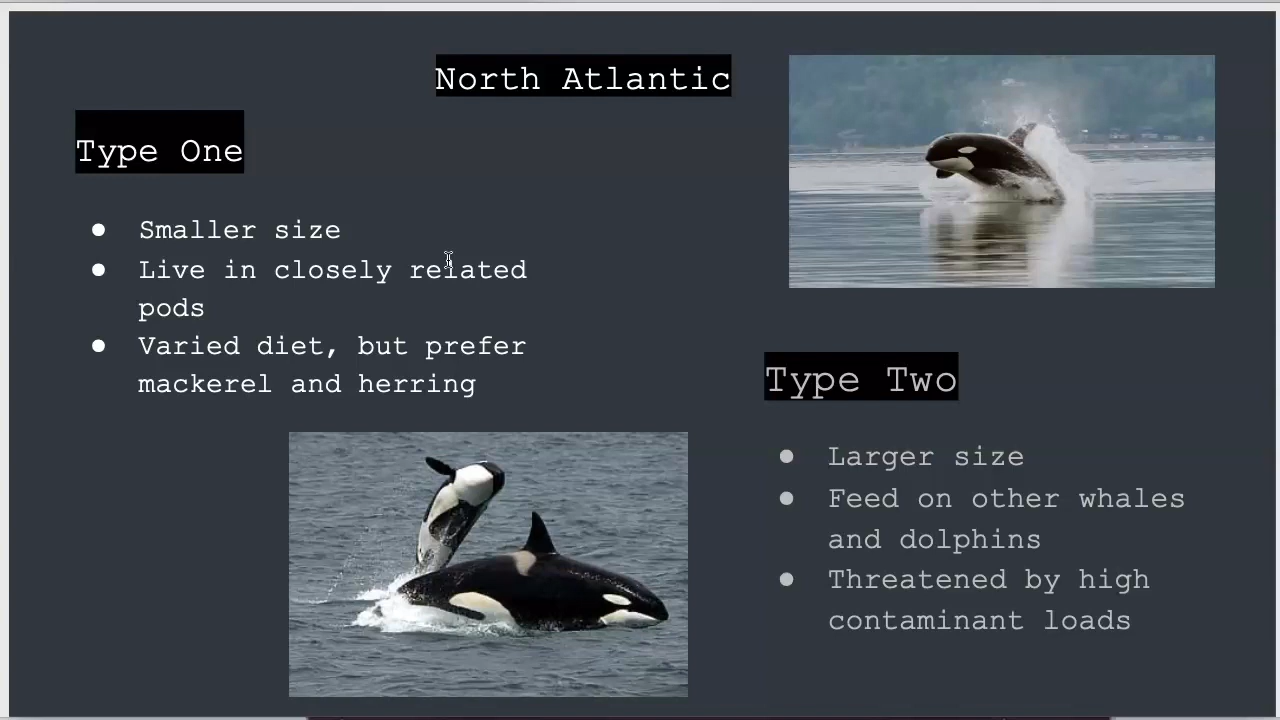 North Atlantic
Type One
● Smaller size
● Live in closely related
pods
● Varied diet, but prefer
mackerel and herring
Type Two
● Larger size
● Feed on other whales
and dolphins
● Threatened by high
contaminant loads